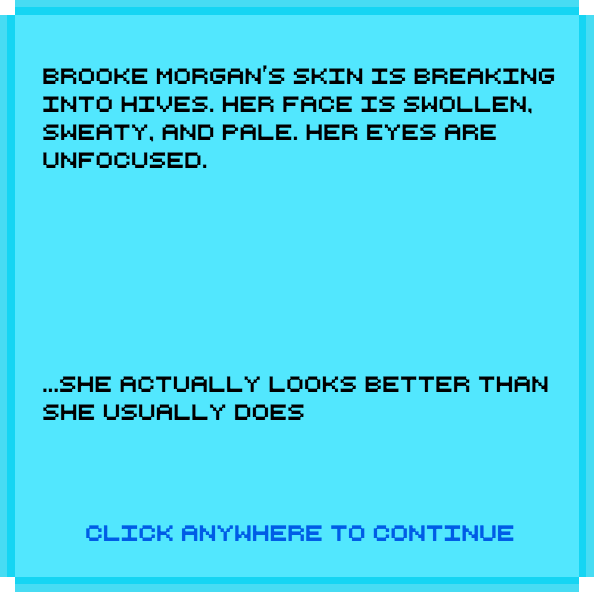 BROOKE MORGAN'S SKIN IS BREAKING
INTO HIVES. HER FACE IS SWOLLEN,
SWEATY, AND PALE. HER EYES ARE
UNFOCUSED.
...SHE ACTUALLY LOOKS BETTER THAN
SHE USUALLY DOES
CLICK ANYWHERE TO CONTINUE